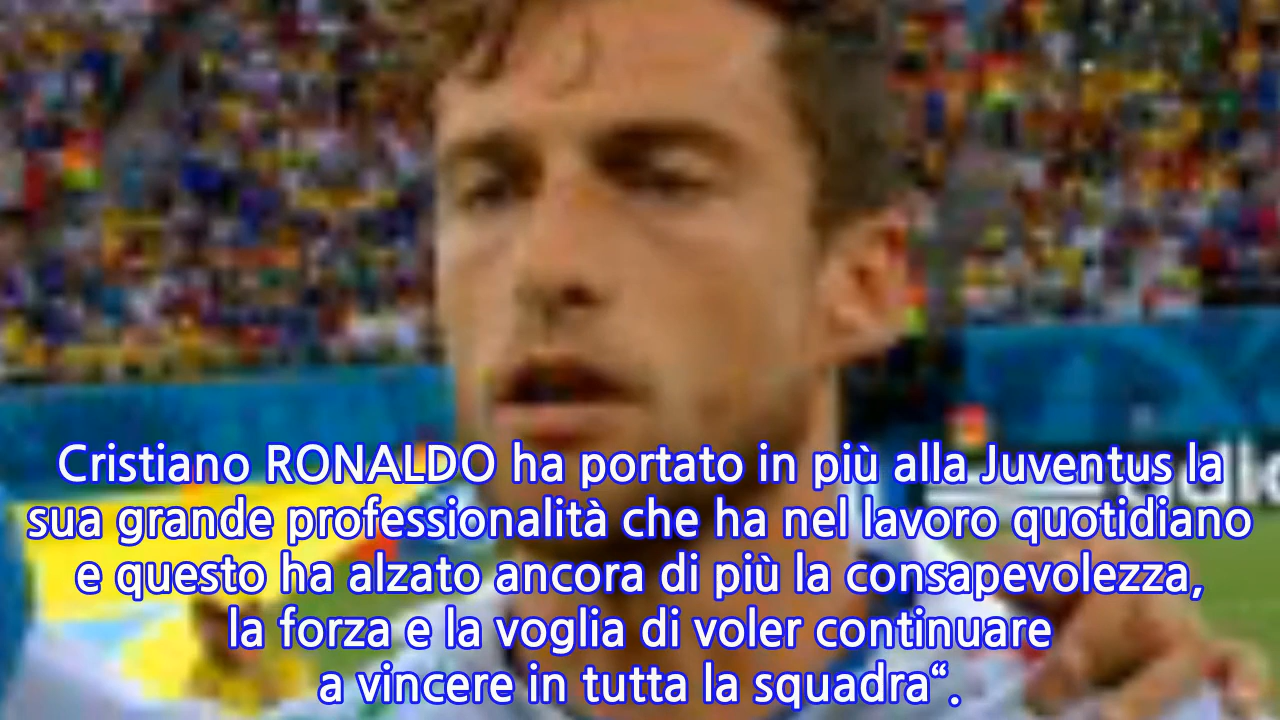 Cristiano RONALDO ha portato in più alla Juventus la
sua grande professionalità che ha nel lavoro quotidiano
e questo ha alzato ancora di più la consapevolezza,
la forza e la voglia di voler continuare
a vincere in tutta la squadra“.